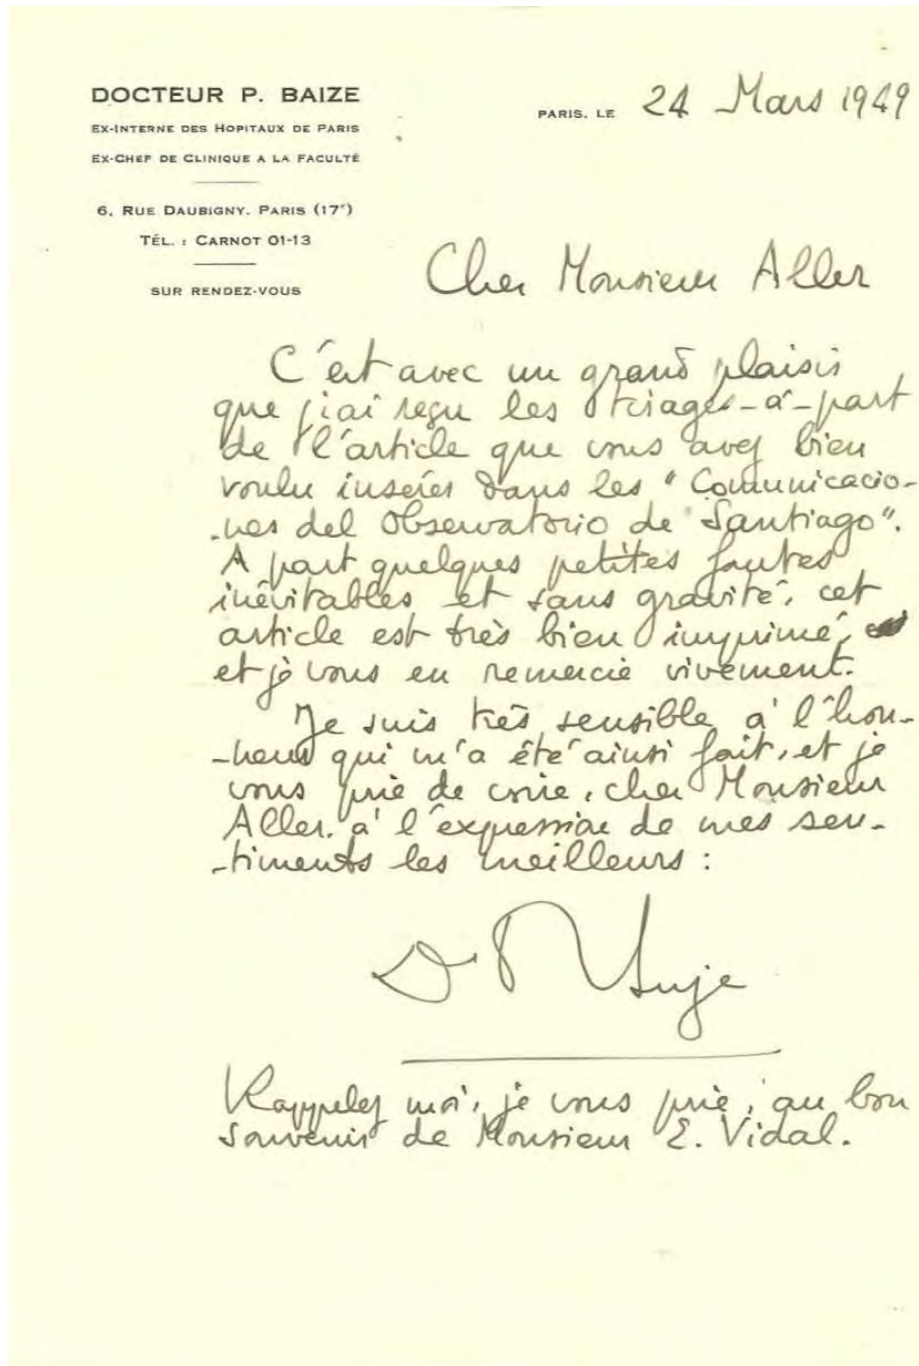 DOCTEUR P. BAIZE
EX-INTERNE DES HOPITAUX DE PARIS
EX-CHEF DE CLINIQUE A LA FACULTÉ
6, RUE DAUBIGNY. PARIS (17ᵉ)
TÉL. : CARNOT 01-13
SUR RENDEZ-VOUS
PARIS, LE 24 Mars 1949
Cher Monsieur Aller
C'est avec un grand plaisir
que j'ai reçu les tirages-à-part
de l'article que vous avez bien
voulu insérer dans les "Comunicacio-
-nes del Observatorio de Santiago".
A part quelques petites fautes
inévitables et sans gravité, cet
article est très bien imprimé,
et je vous en remercie vivement.
Je suis très sensible à l'hon-
-neur qui m'a été ainsi fait, et je
vous prie de croire, cher Monsieur
Aller, à l'expression de mes sen-
-timents les meilleurs :
Dr P Baize
Rappelez moi, je vous prie, au bon
souvenir de Monsieur E. Vidal.